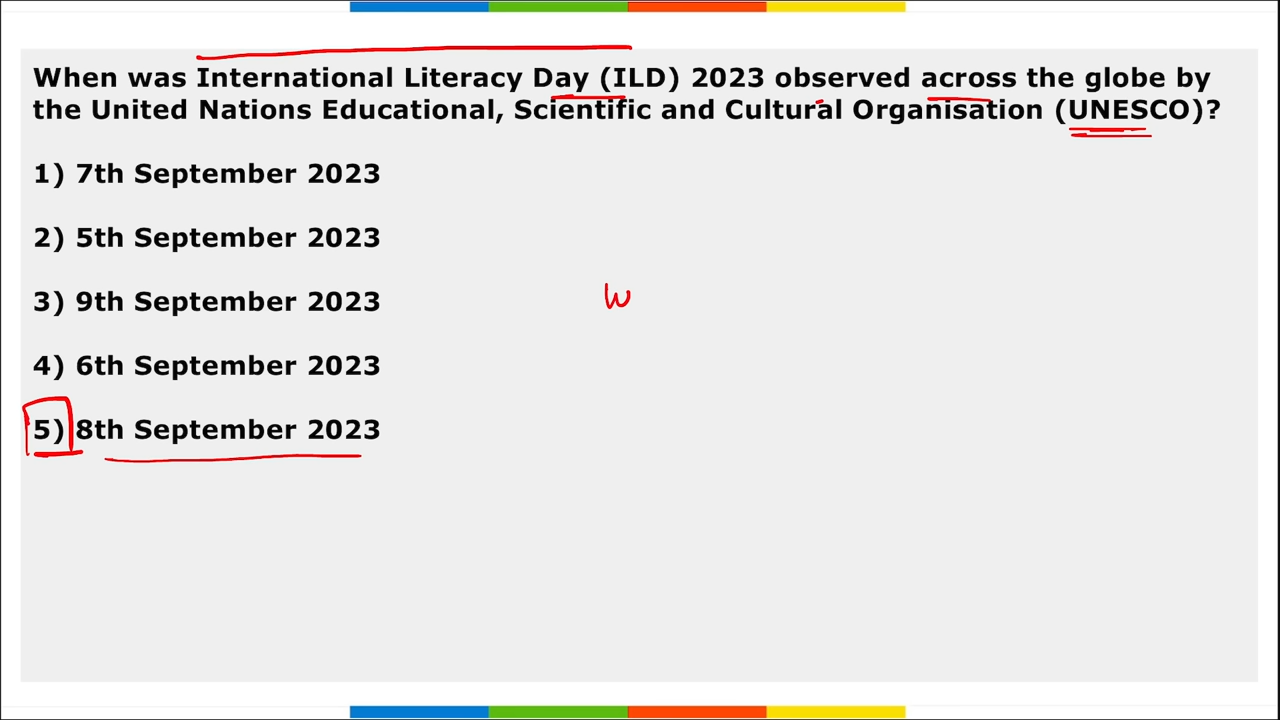 When was International Literacy Day (ILD) 2023 observed across the globe by
the United Nations Educational, Scientific and Cultural Organisation (UNESCO)?
1) 7th September 2023
2) 5th September 2023
3) 9th September 2023
W
4) 6th September 2023
5) 8th September 2023